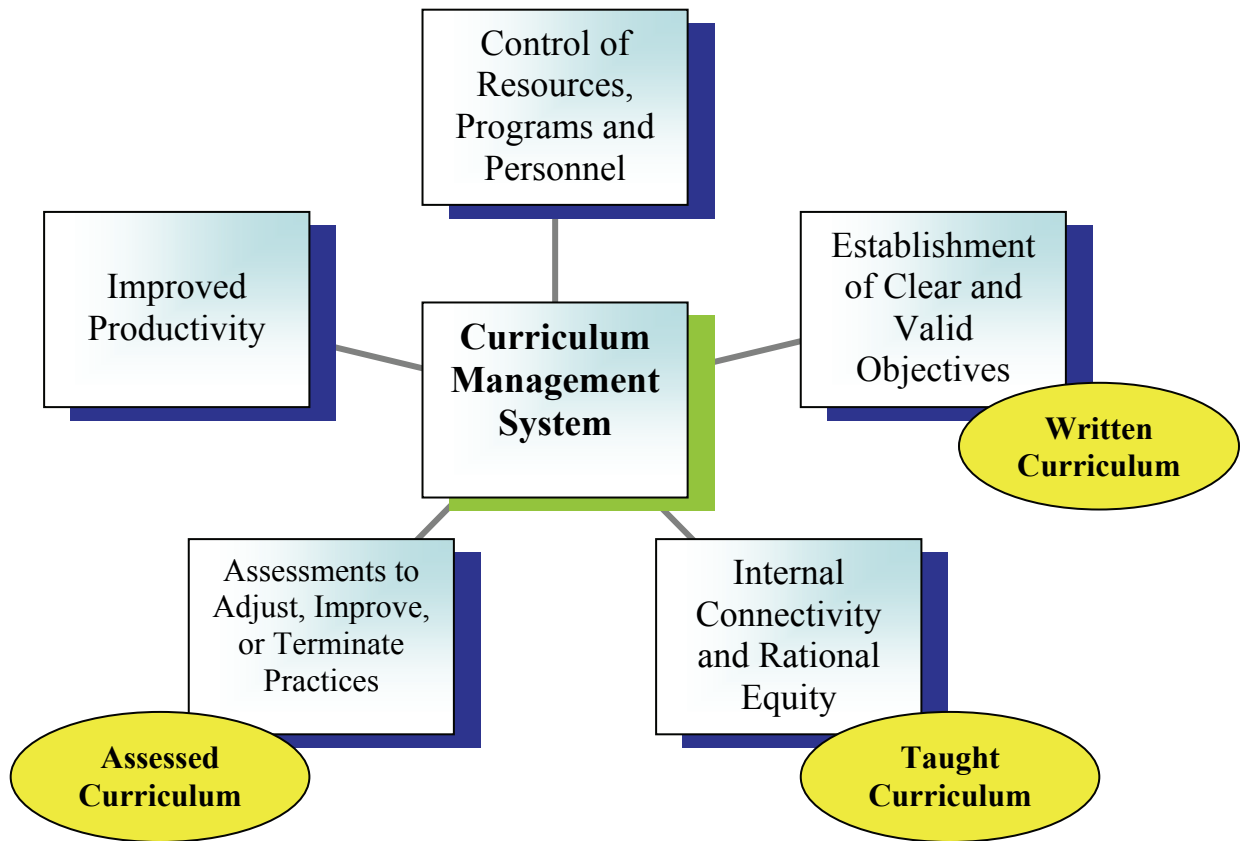 Control of
Resources,
Programs and
Personnel
Improved
Productivity
Curriculum
Management
System
Establishment
of Clear and
Valid
Objectives
Written
Curriculum
Assessments to
Adjust, Improve,
or Terminate
Practices
Assessed
Curriculum
Internal
Connectivity
and Rational
Equity
Taught
Curriculum